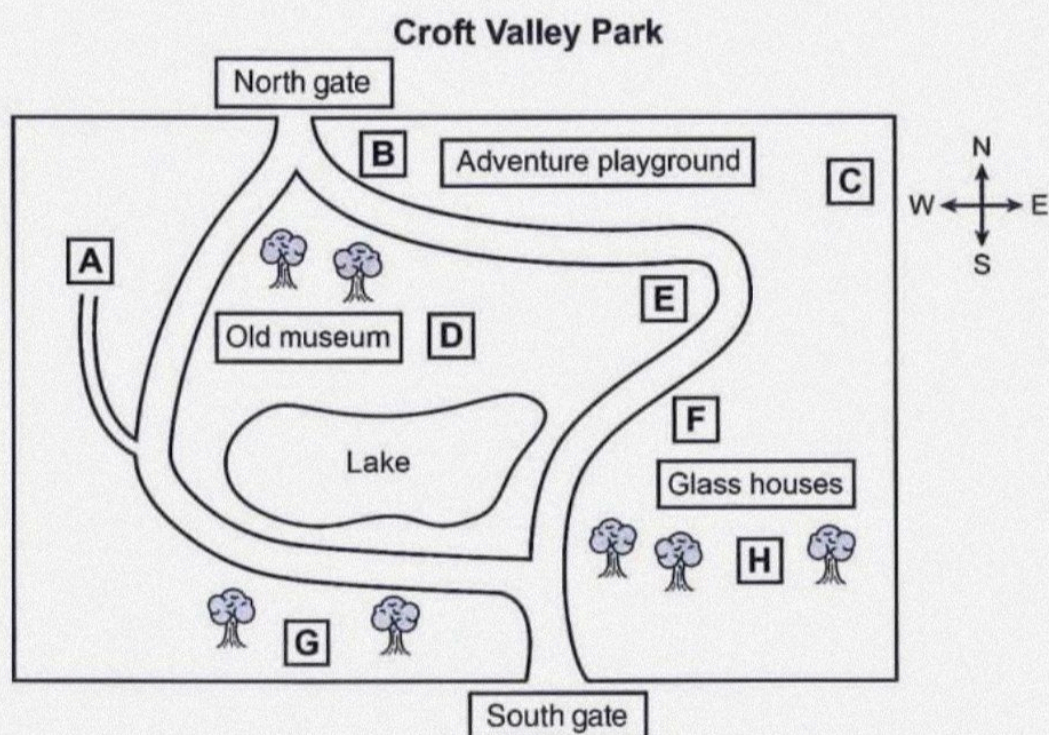 Croft Valley Park
North gate
B
Adventure playground
C
N
W E
S
A
E
Old museum
D
F
Lake
Glass houses
H
G
South gate